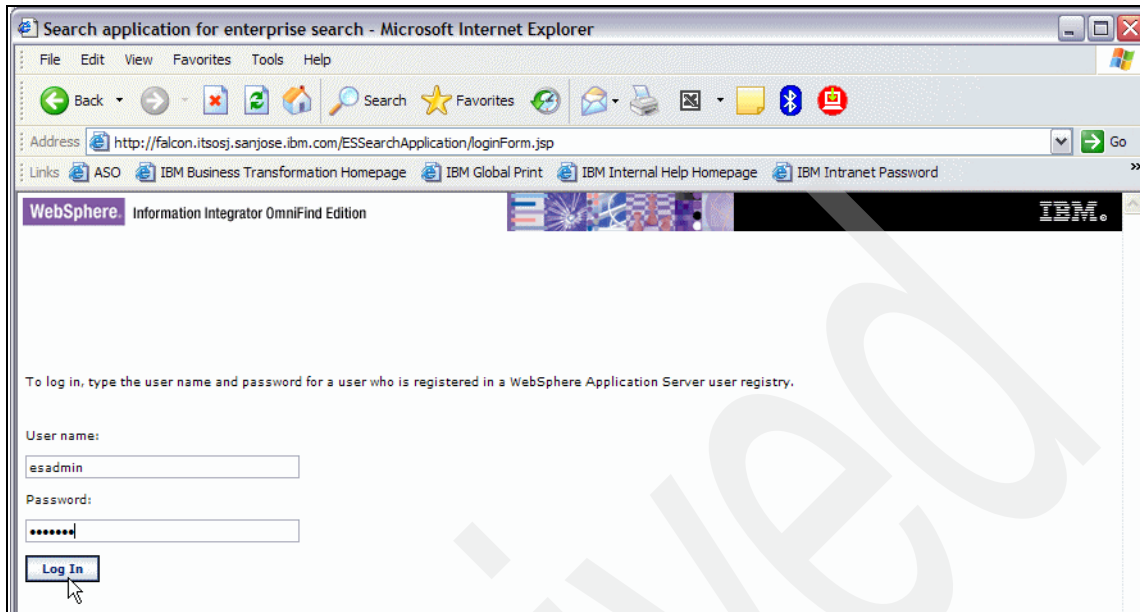 Search application for enterprise search - Microsoft Internet Explorer
File Edit View Favorites Tools Help
Back Search Favorites
Address http://falcon.itsosj.sanjose.ibm.com/ESSearchApplication/loginForm.jsp Go
Links ASO IBM Business Transformation Homepage IBM Global Print IBM Internal Help Homepage IBM Intranet Password »
WebSphere. Information Integrator OmniFind Edition IBM.
To log in, type the user name and password for a user who is registered in a WebSphere Application Server user registry.
User name:
esadmin
Password:
•••••••
Log In